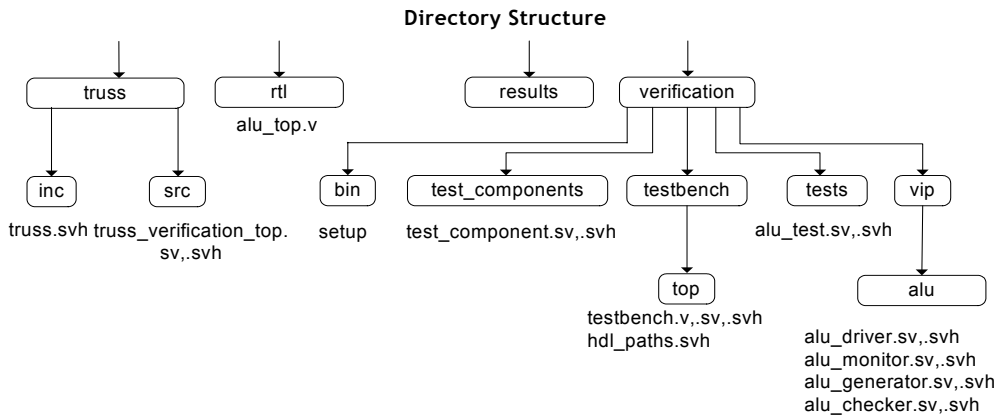 Directory Structure
truss
rtl
results
verification
alu_top.v
inc
src
bin
test_components
testbench
tests
vip
truss.svh
truss_verification_top.
sv,.svh
setup
test_component.sv,.svh
alu_test.sv,.svh
top
alu
testbench.v,.sv,.svh
hdl_paths.svh
alu_driver.sv,.svh
alu_monitor.sv,.svh
alu_generator.sv,.svh
alu_checker.sv,.svh